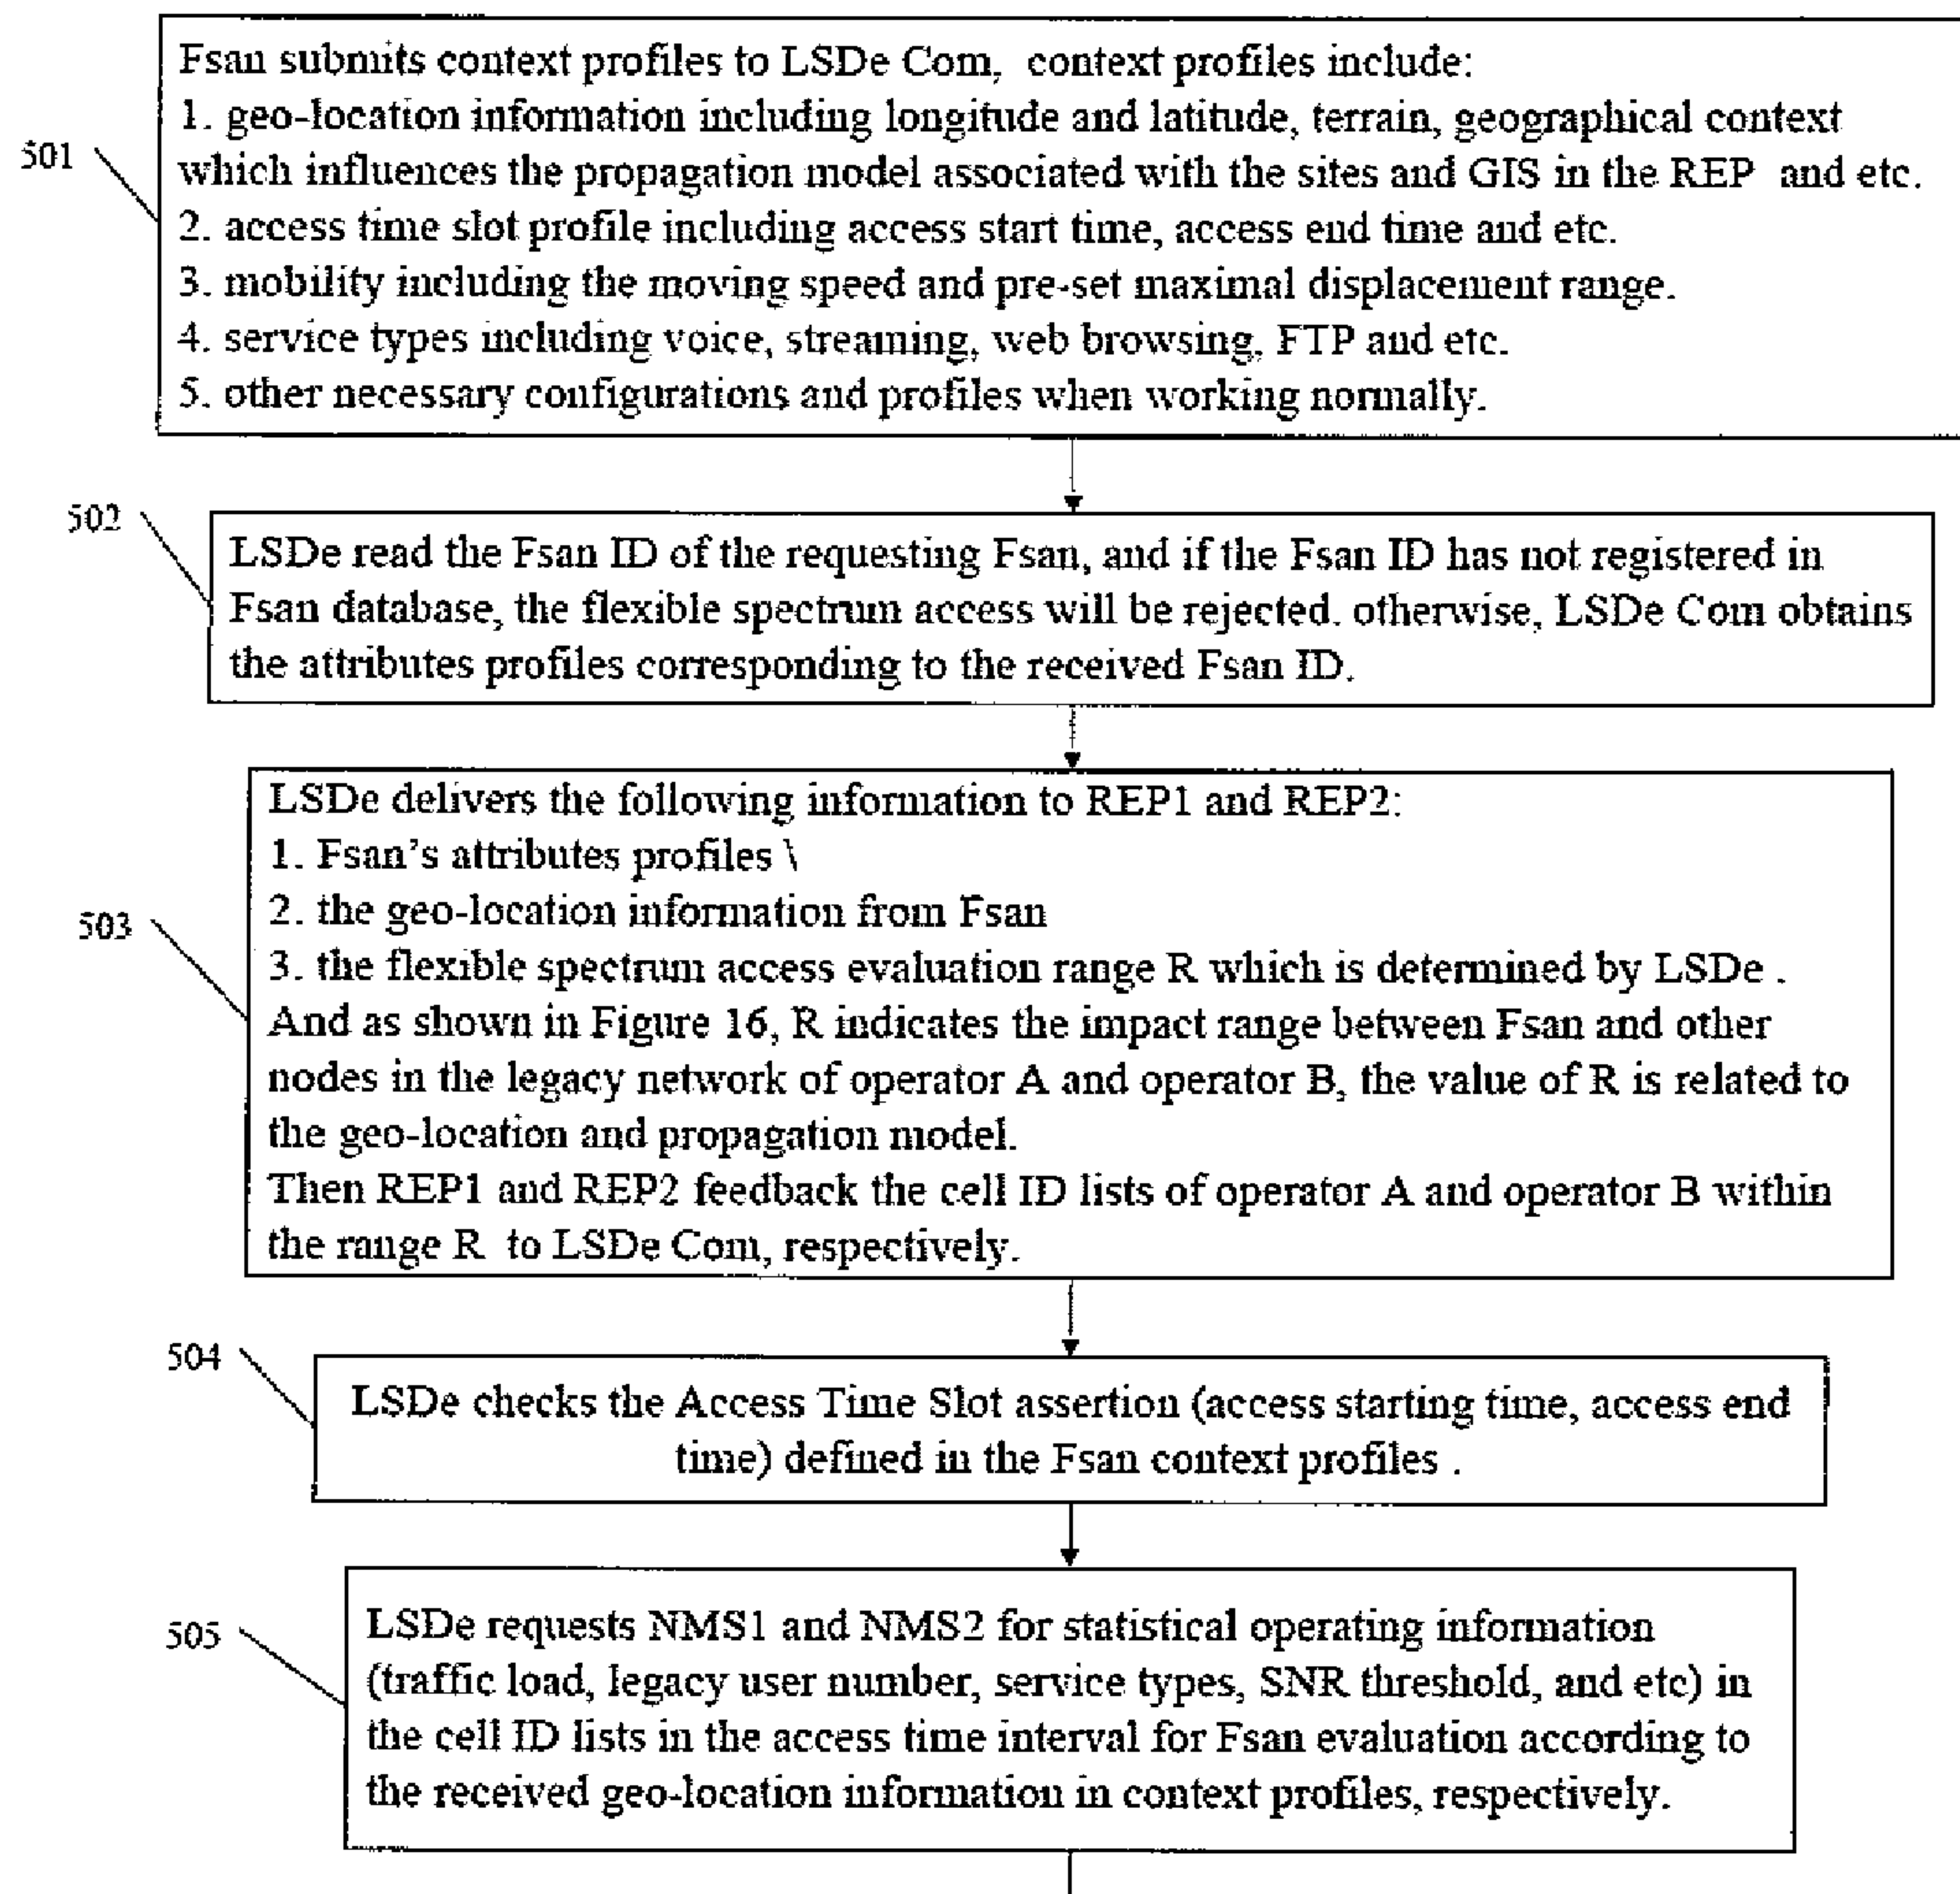 Fsan submits context profiles to LSDe Com, context profiles include:
1. geo-location information including longitude and latitude, terrain, geographical context
which influences the propagation model associated with the sites and GIS in the REP and etc.
2. access time slot profile including access start time, access end time and etc.
3. mobility including the moving speed and pre-set maximal displacement range.
4. service types including voice, streaming, web browsing, FTP and etc.
5. other necessary configurations and profiles when working normally.
501
502
LSDe read the Fsan ID of the requesting Fsan, and if the Fsan ID has not registered in
Fsan database, the flexible spectrum access will be rejected. otherwise, LSDe Com obtains
the attributes profiles corresponding to the received Fsan ID.
503
LSDe delivers the following information to REP1 and REP2:
1. Fsan's attributes profiles \
2. the geo-location information from Fsan
3. the flexible spectrum access evaluation range R which is determined by LSDe .
And as shown in Figure 16, R indicates the impact range between Fsan and other
nodes in the legacy network of operator A and operator B, the value of R is related to
the geo-location and propagation model.
Then REP1 and REP2 feedback the cell ID lists of operator A and operator B within
the range R to LSDe Com, respectively.
504
LSDe checks the Access Time Slot assertion (access starting time, access end
time) defined in the Fsan context profiles .
505
LSDe requests NMS1 and NMS2 for statistical operating information
(traffic load, legacy user number, service types, SNR threshold, and etc) in
the cell ID lists in the access time interval for Fsan evaluation according to
the received geo-location information in context profiles, respectively.